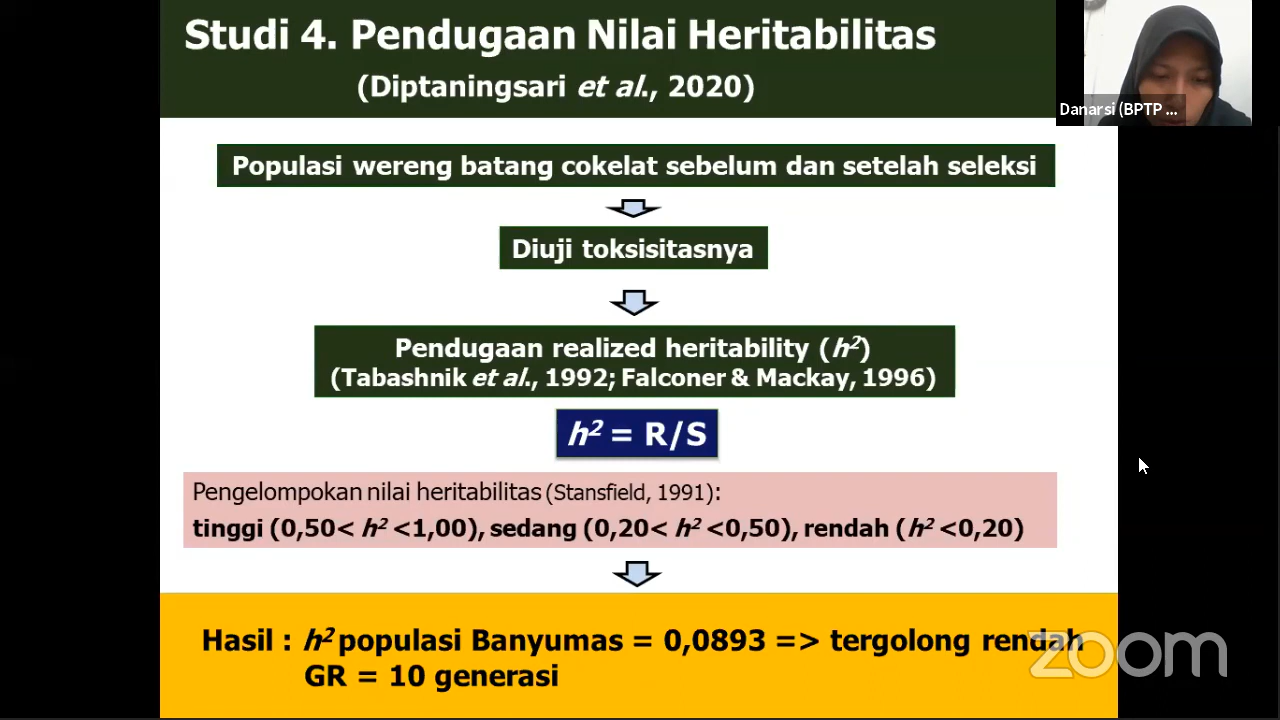 Studi 4. Pendugaan Nilai Heritabilitas
(Diptaningsari et al., 2020)
Danarsi (BPTP ...
Populasi wereng batang cokelat sebelum dan setelah seleksi
Diuji toksisitasnya
Pendugaan realized heritability (h²)
(Tabashnik et al., 1992; Falconer & Mackay, 1996)
h² = R/S
Pengelompokan nilai heritabilitas (Stansfield, 1991):
tinggi (0,50< h² <1,00), sedang (0,20< h² <0,50), rendah (h² <0,20)
Hasil : h² populasi Banyumas = 0,0893 => tergolong rendah
GR = 10 generasi
zoom